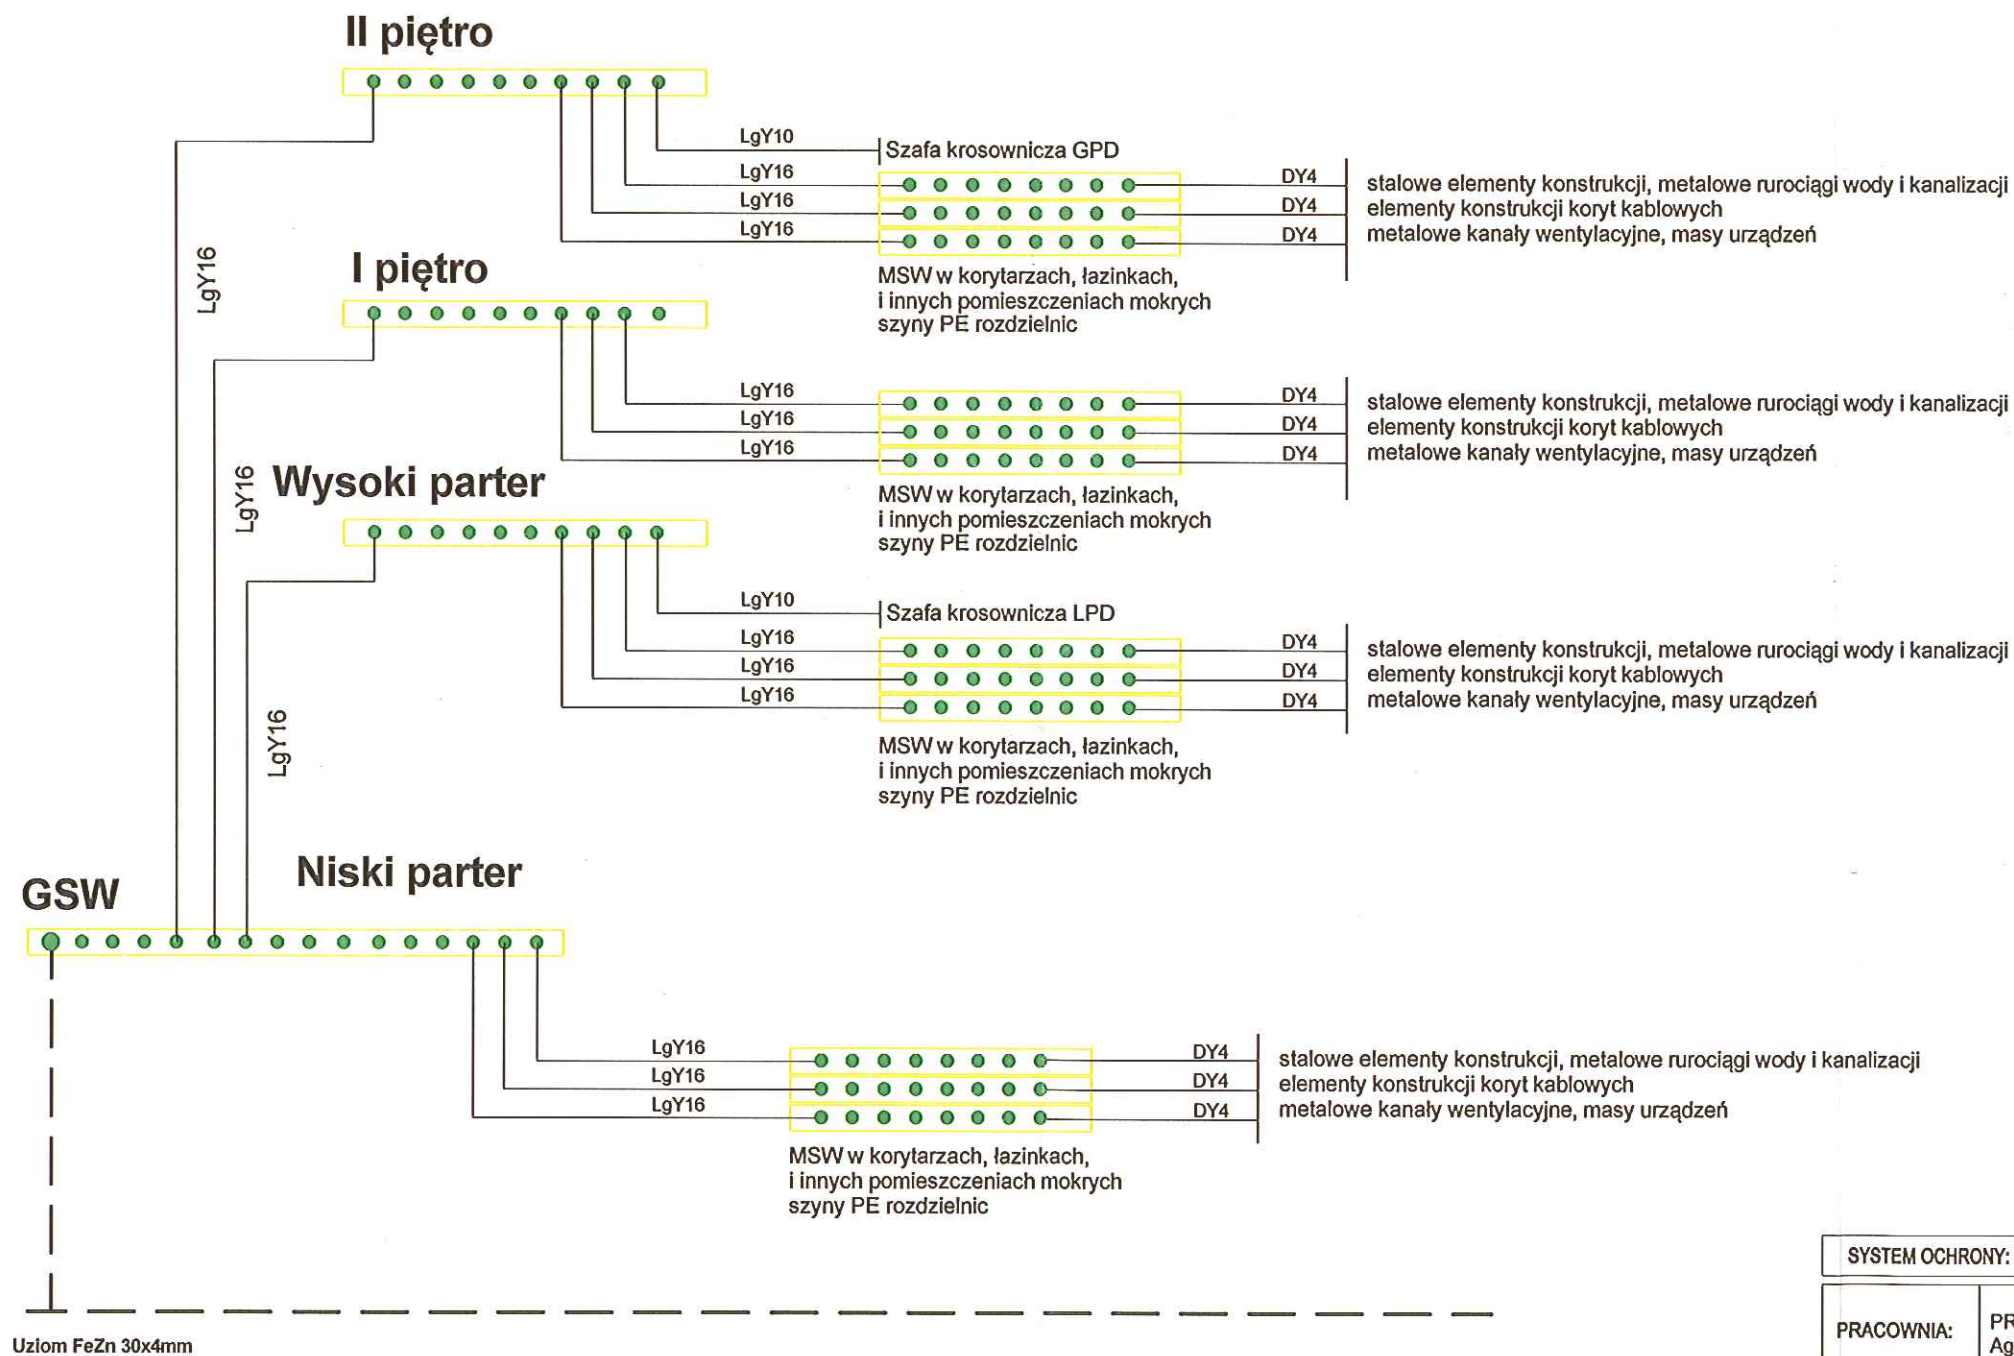 II piętro
LgY10
Szafa krosownicza GPD
LgY16
DY4
stalowe elementy konstrukcji, metalowe rurociągi wody i kanalizacji
LgY16
DY4
elementy konstrukcji koryt kablowych
LgY16
DY4
metalowe kanały wentylacyjne, masy urządzeń
LgY16
MSW w korytarzach, łazinkach,
i innych pomieszczeniach mokrych
szyny PE rozdzielnic
I piętro
LgY16
DY4
stalowe elementy konstrukcji, metalowe rurociągi wody i kanalizacji
LgY16
DY4
elementy konstrukcji koryt kablowych
LgY16
DY4
metalowe kanały wentylacyjne, masy urządzeń
LgY16
MSW w korytarzach, łazinkach,
i innych pomieszczeniach mokrych
szyny PE rozdzielnic
Wysoki parter
LgY10
Szafa krosownicza LPD
LgY16
DY4
stalowe elementy konstrukcji, metalowe rurociągi wody i kanalizacji
LgY16
DY4
elementy konstrukcji koryt kablowych
LgY16
DY4
metalowe kanały wentylacyjne, masy urządzeń
LgY16
MSW w korytarzach, łazinkach,
i innych pomieszczeniach mokrych
szyny PE rozdzielnic
Niski parter
GSW
LgY16
DY4
stalowe elementy konstrukcji, metalowe rurociągi wody i kanalizacji
LgY16
DY4
elementy konstrukcji koryt kablowych
LgY16
DY4
metalowe kanały wentylacyjne, masy urządzeń
MSW w korytarzach, łazinkach,
i innych pomieszczeniach mokrych
szyny PE rozdzielnic
Uziom FeZn 30x4mm
SYSTEM OCHRONY:
PRACOWNIA:
PR
Ag